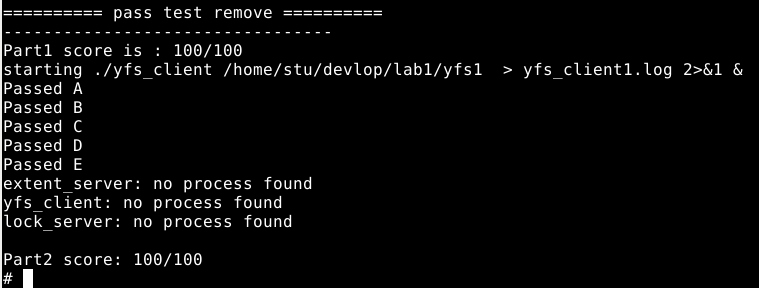 ========== pass test remove ==========
--------------------------------
Part1 score is : 100/100
starting ./yfs_client /home/stu/devlop/lab1/yfs1  > yfs_client1.log 2>&1 &
Passed A
Passed B
Passed C
Passed D
Passed E
extent_server: no process found
yfs_client: no process found
lock_server: no process found
Part2 score: 100/100
#